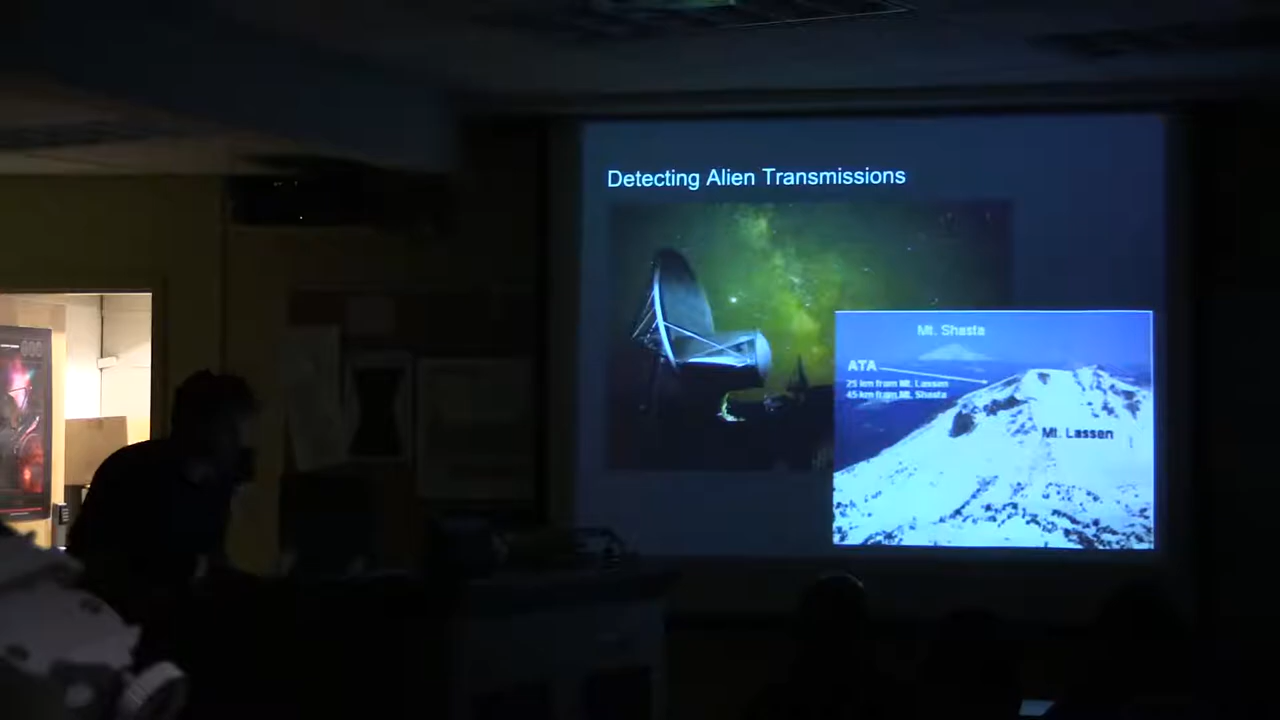 Detecting Alien Transmissions
Mt. Shasta
ATA
25 km from Mt. Lassen
45 km from Mt. Shasta
Mt. Lassen